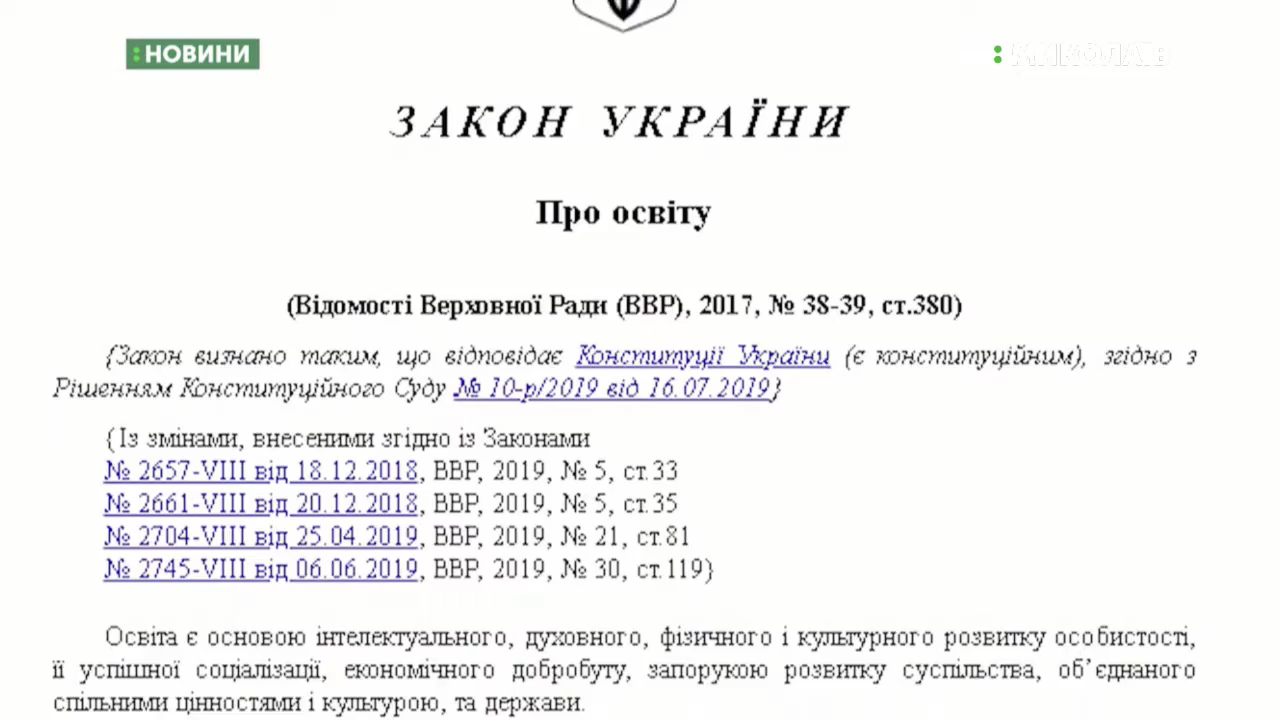 :НОВИНИ
: МИКОЛАЇВ
ЗАКОН УКРАЇНИ
Про освіту
(Відомості Верховної Ради (ВВР), 2017, № 38-39, ст.380)
{Закон визнано таким, що відповідає Конституції України (є конституційним), згідно з
Рішенням Конституційного Суду № 10-р/2019 від 16.07.2019}
{Із змінами, внесеними згідно із Законами
№ 2657-VIII від 18.12.2018, ВВР, 2019, № 5, ст.33
№ 2661-VIII від 20.12.2018, ВВР, 2019, № 5, ст.35
№ 2704-VIII від 25.04.2019, ВВР, 2019, № 21, ст.81
№ 2745-VIII від 06.06.2019, ВВР, 2019, № 30, ст.119}
Освіта є основою інтелектуального, духовного, фізичного і культурного розвитку особистості,
її успішної соціалізації, економічного добробуту, запорукою розвитку суспільства, об’єднаного
спільними цінностями і культурою, та держави.